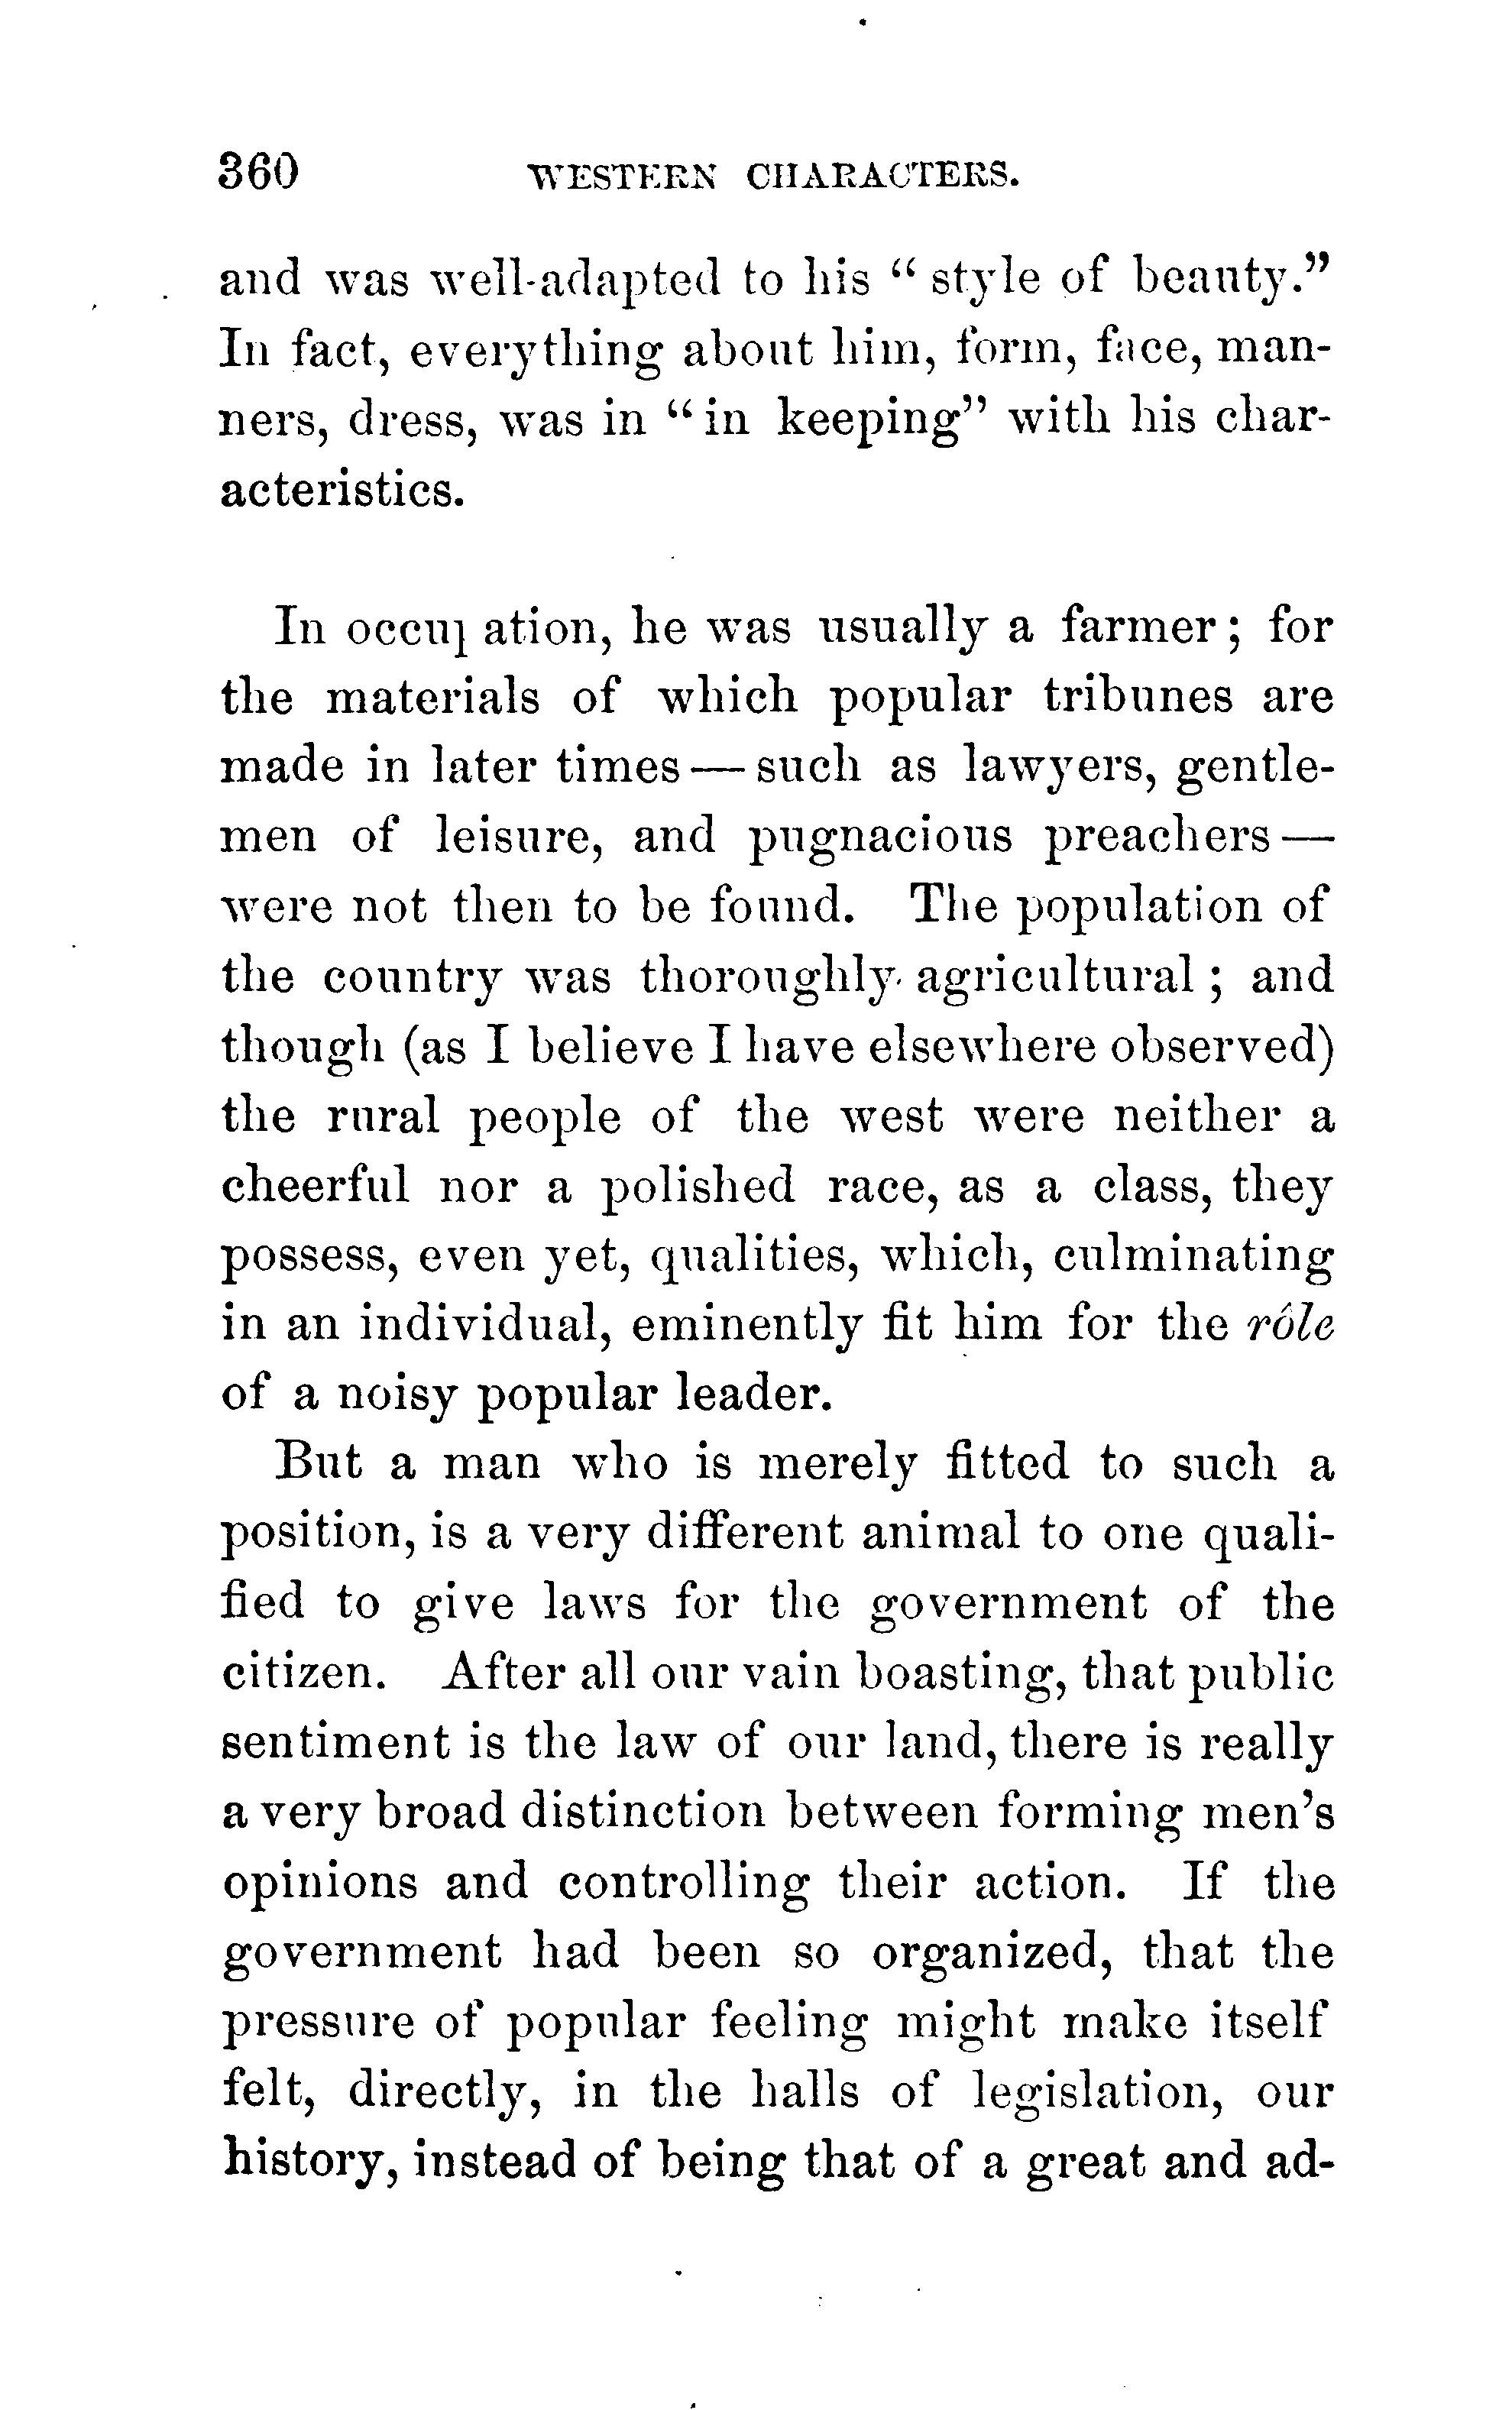 360 WESTERN CHARACTERS.
and was well-adapted to his “style of beauty.”
In fact, everything about him, form, face, man-
ners, dress, was in “in keeping” with his char-
acteristics.
In occupation, he was usually a farmer; for
the materials of which popular tribunes are
made in later times—such as lawyers, gentle-
men of leisure, and pugnacious preachers—
were not then to be found. The population of
the country was thoroughly agricultural; and
though (as I believe I have elsewhere observed)
the rural people of the west were neither a
cheerful nor a polished race, as a class, they
possess, even yet, qualities, which, culminating
in an individual, eminently fit him for the rôle
of a noisy popular leader.
But a man who is merely fitted to such a
position, is a very different animal to one quali-
fied to give laws for the government of the
citizen. After all our vain boasting, that public
sentiment is the law of our land, there is really
a very broad distinction between forming men’s
opinions and controlling their action. If the
government had been so organized, that the
pressure of popular feeling might make itself
felt, directly, in the halls of legislation, our
history, instead of being that of a great and ad-